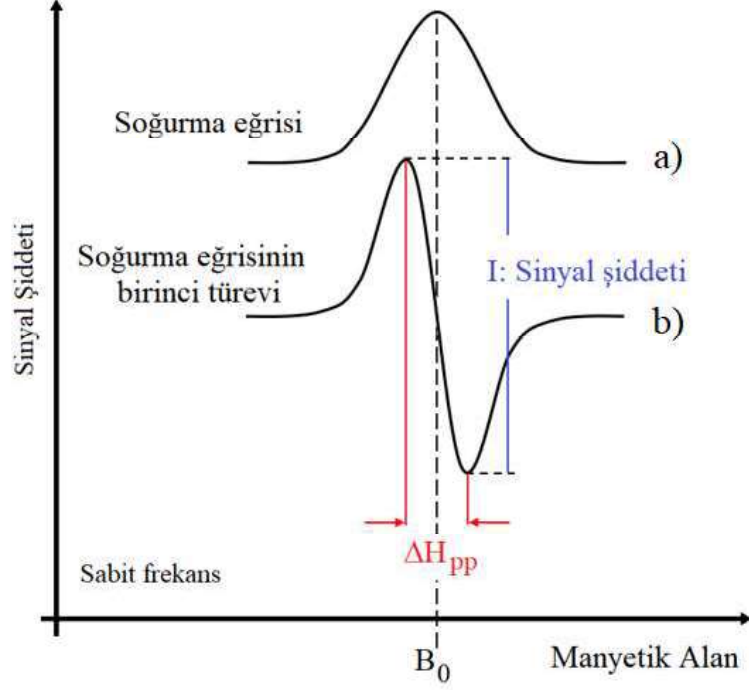 Soğurma eğrisi
a)
Soğurma eğrisinin
birinci türevi
I: Sinyal şiddeti
b)
Sinyal Şiddeti
ΔHpp
Sabit frekans
B0
Manyetik Alan